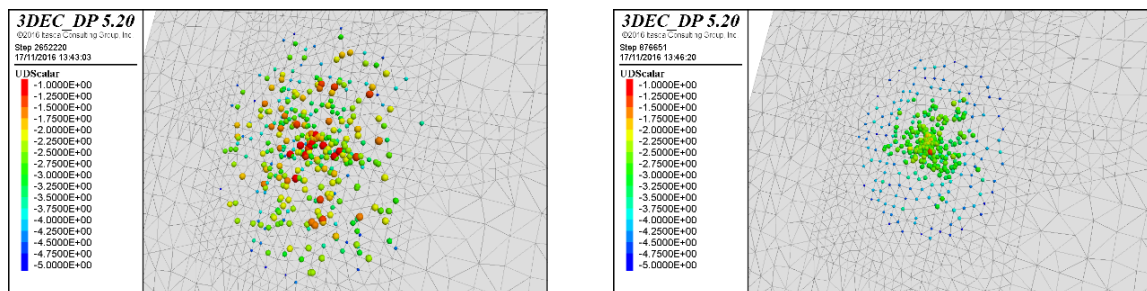 3DEC_DP 5.20
©2016 Itasca Consulting Group, Inc
Step 2652220
17/11/2016 13:43:03
UDScalar
-1.0000E+00
-1.2500E+00
-1.5000E+00
-1.7500E+00
-2.0000E+00
-2.2500E+00
-2.5000E+00
-2.7500E+00
-3.0000E+00
-3.2500E+00
-3.5000E+00
-3.7500E+00
-4.0000E+00
-4.2500E+00
-4.5000E+00
-4.7500E+00
-5.0000E+00
3DEC_DP 5.20
©2016 Itasca Consulting Group, Inc
Step 876651
17/11/2016 13:46:20
UDScalar
-1.0000E+00
-1.2500E+00
-1.5000E+00
-1.7500E+00
-2.0000E+00
-2.2500E+00
-2.5000E+00
-2.7500E+00
-3.0000E+00
-3.2500E+00
-3.5000E+00
-3.7500E+00
-4.0000E+00
-4.2500E+00
-4.5000E+00
-4.7500E+00
-5.0000E+00